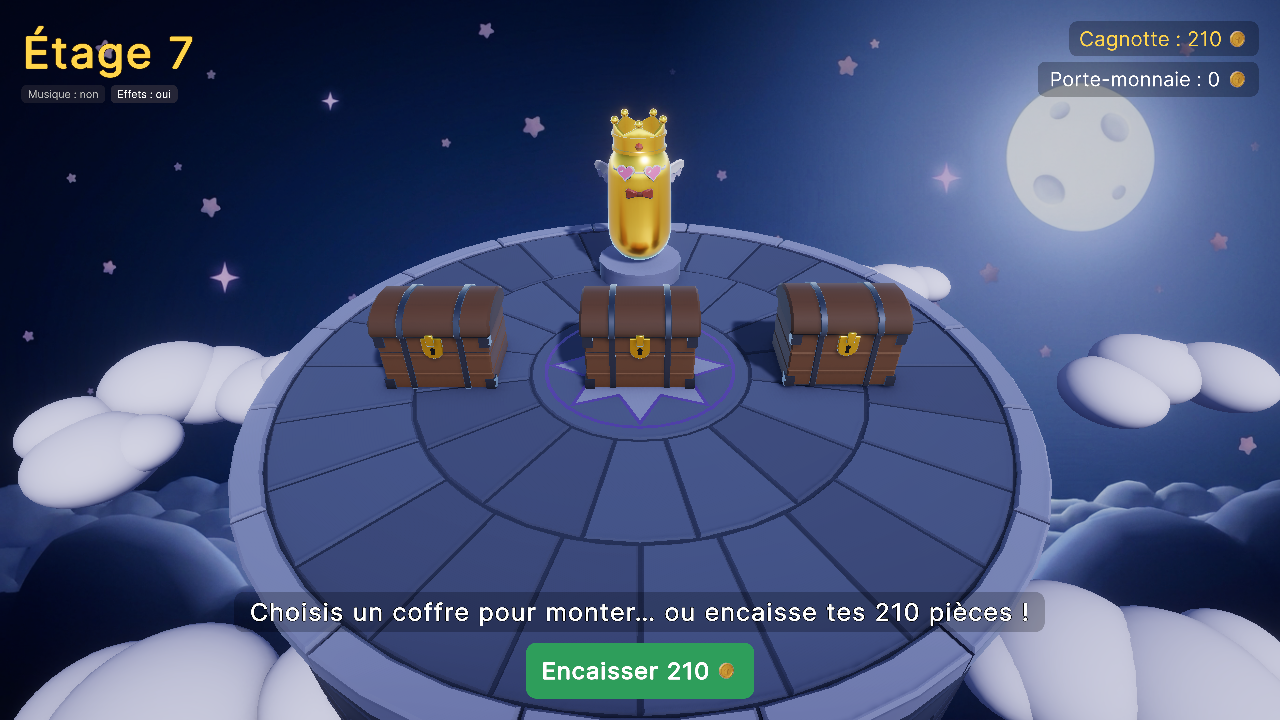 Étage 7
Musique : non
Effets : oui
Cagnotte : 210
Porte-monnaie : 0
Choisis un coffre pour monter... ou encaisse tes 210 pièces !
Encaisser 210